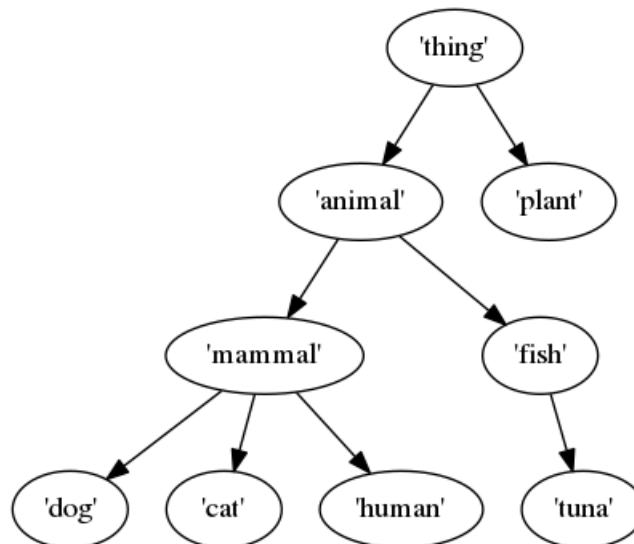 'thing'
'animal' 'plant'
'mammal' 'fish'
'dog' 'cat' 'human' 'tuna'